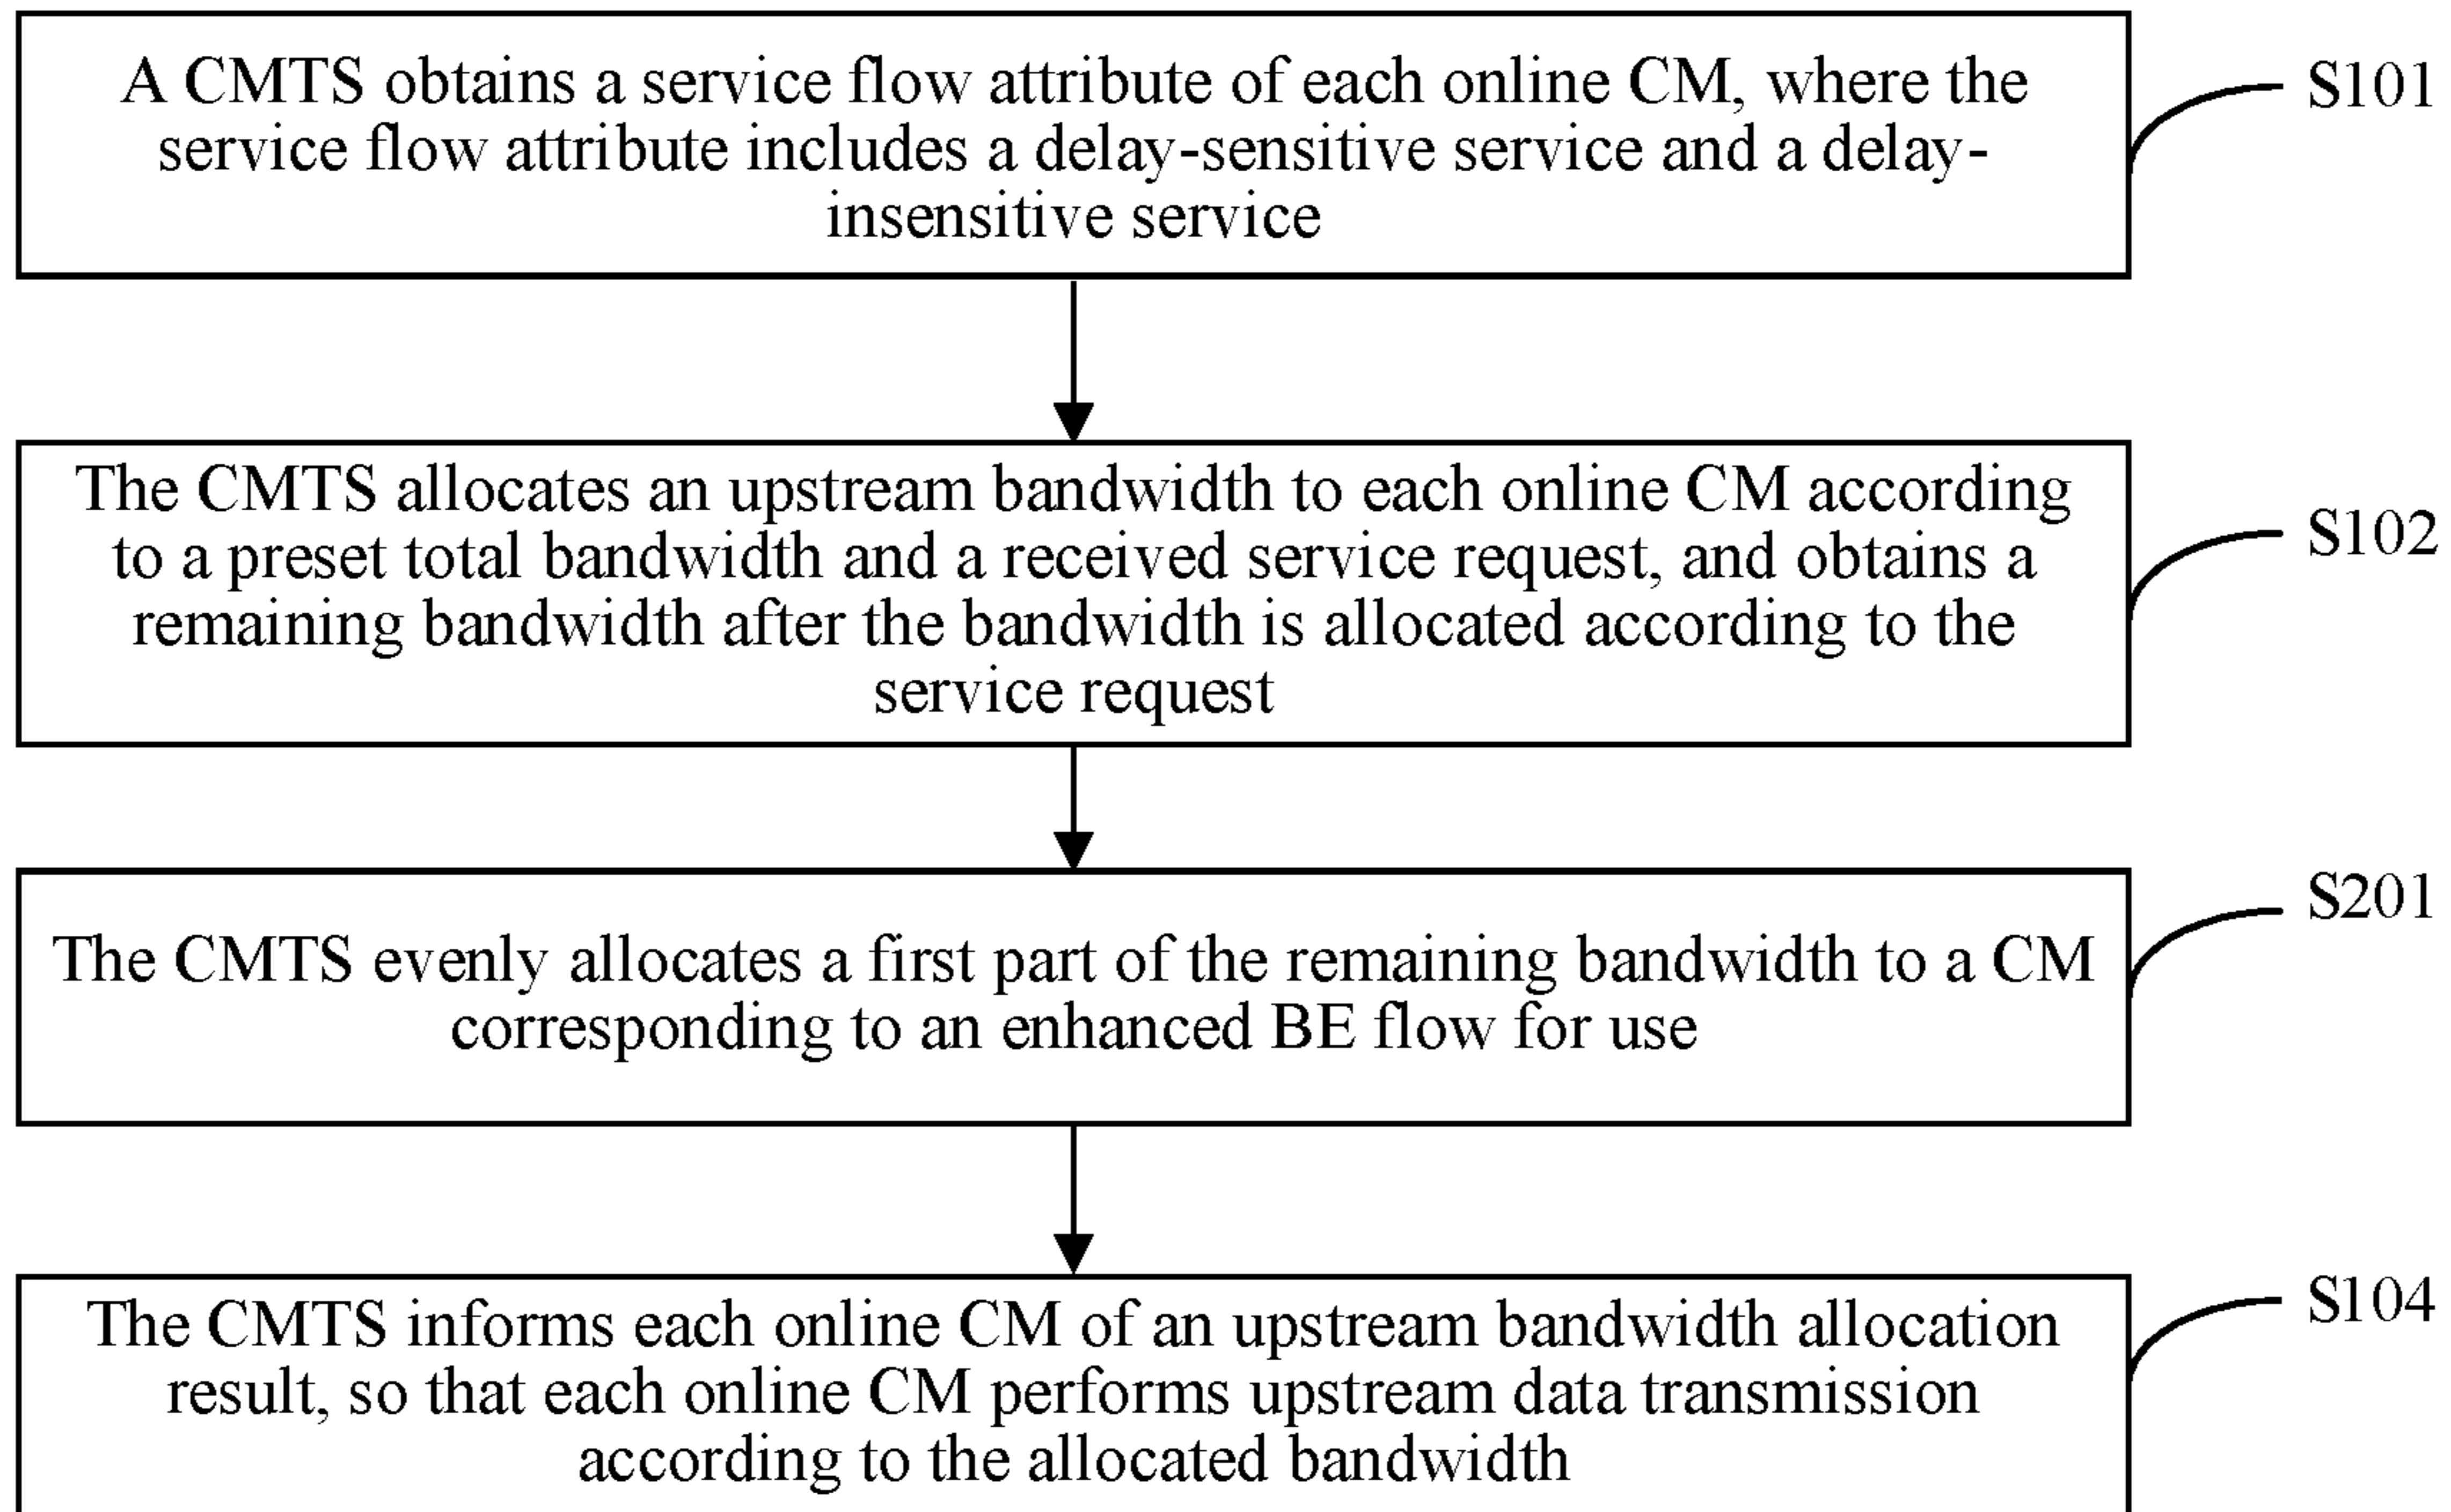 A CMTS obtains a service flow attribute of each online CM, where the
service flow attribute includes a delay-sensitive service and a delay-
insensitive service
S101
The CMTS allocates an upstream bandwidth to each online CM according
to a preset total bandwidth and a received service request, and obtains a
remaining bandwidth after the bandwidth is allocated according to the
service request
S102
The CMTS evenly allocates a first part of the remaining bandwidth to a CM
corresponding to an enhanced BE flow for use
S201
The CMTS informs each online CM of an upstream bandwidth allocation
result, so that each online CM performs upstream data transmission
according to the allocated bandwidth
S104